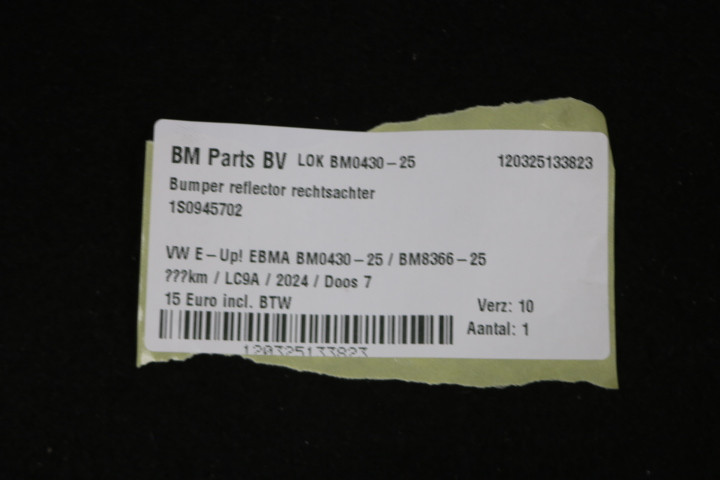 BM Parts BV LOK BM0430-25 120325133823
Bumper reflector rechtsachter
1S0945702
VW E-Up! EBMA BM0430-25 / BM8366-25
???km / LC9A / 2024 / Doos 7
15 Euro incl. BTW Verz: 10
Aantal: 1
120325133823